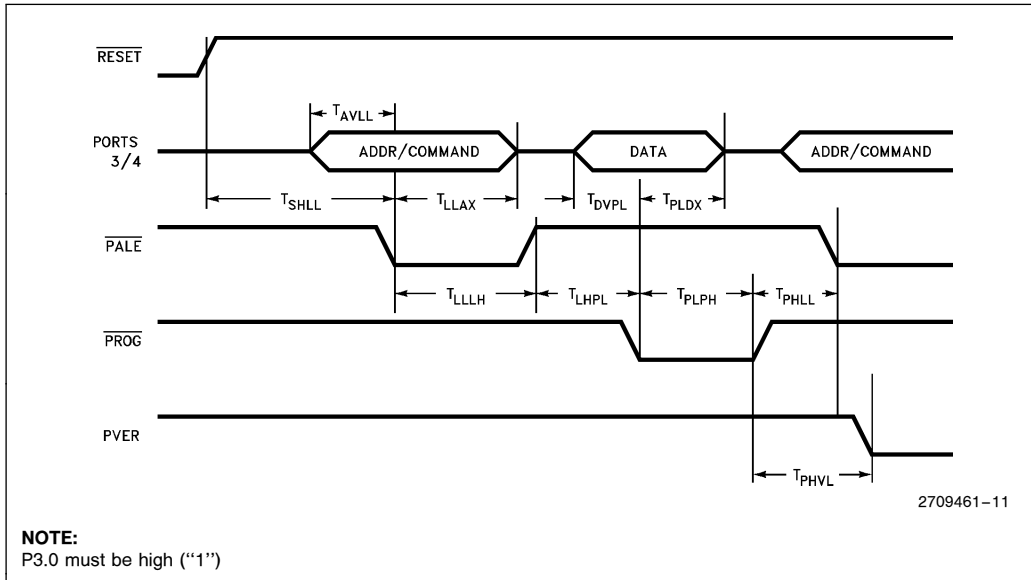 RESET
T_AVLL
PORTS
3/4
ADDR/COMMAND DATA ADDR/COMMAND
T_SHLL T_LLAX T_DVPL T_PLDX
PALE
T_LLLH T_LHPL T_PLPH T_PHLL
PROG
PVER
T_PHVL
2709461–11
NOTE:
P3.0 must be high (‘‘1’’)